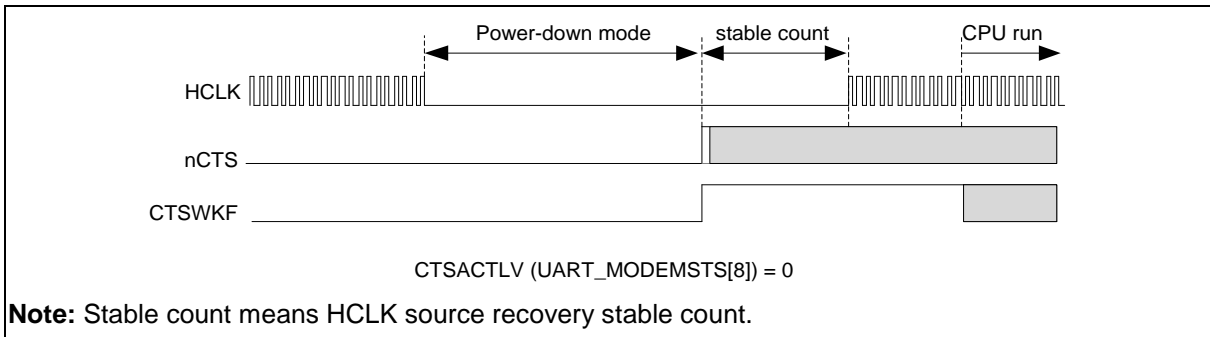 Power-down mode stable count CPU run
HCLK
nCTS
CTSWKF
CTSACTLV (UART_MODEMSTS[8]) = 0
Note: Stable count means HCLK source recovery stable count.